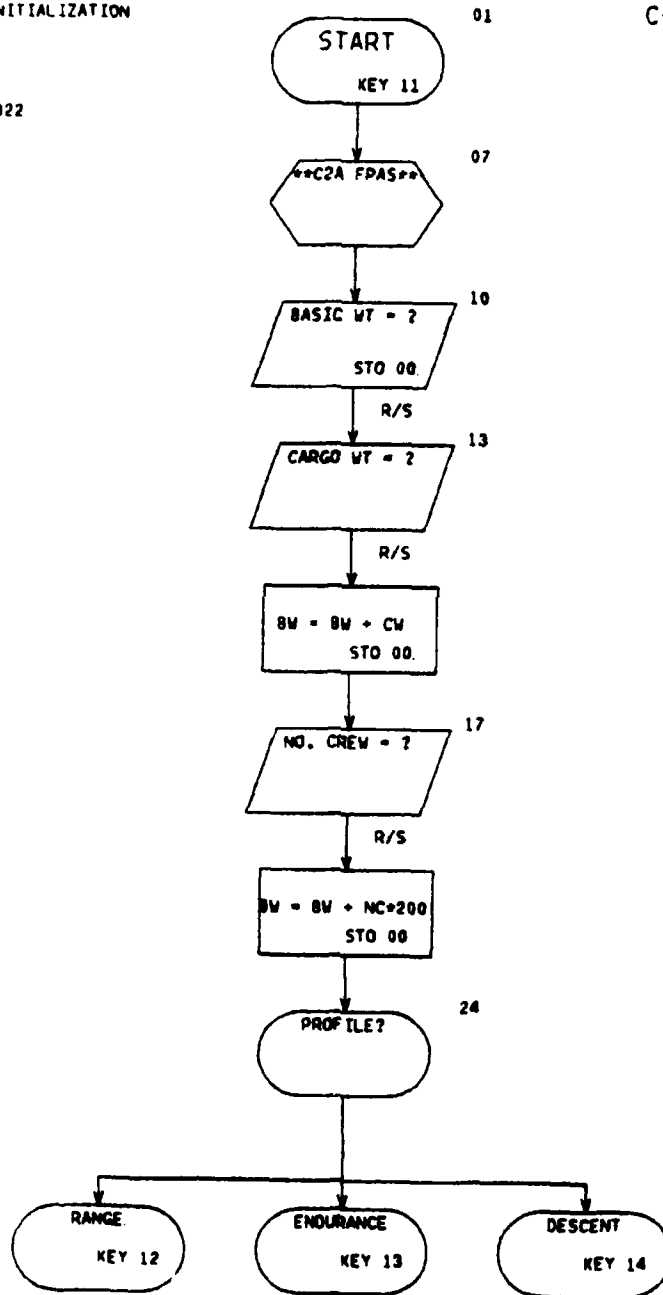 NITIALIZATION
01
C
START
KEY 11
022
07
**C2A FPAS**
10
BASIC WT = ?
STO 00.
R/S
13
CARGO WT = ?
R/S
BW = BW + CW
STO 00.
17
NO. CREW = ?
R/S
BW = BW + NC*200
STO 00
24
PROFILE?
RANGE.
KEY 12
ENDURANCE
KEY 13
DESCENT
KEY 14